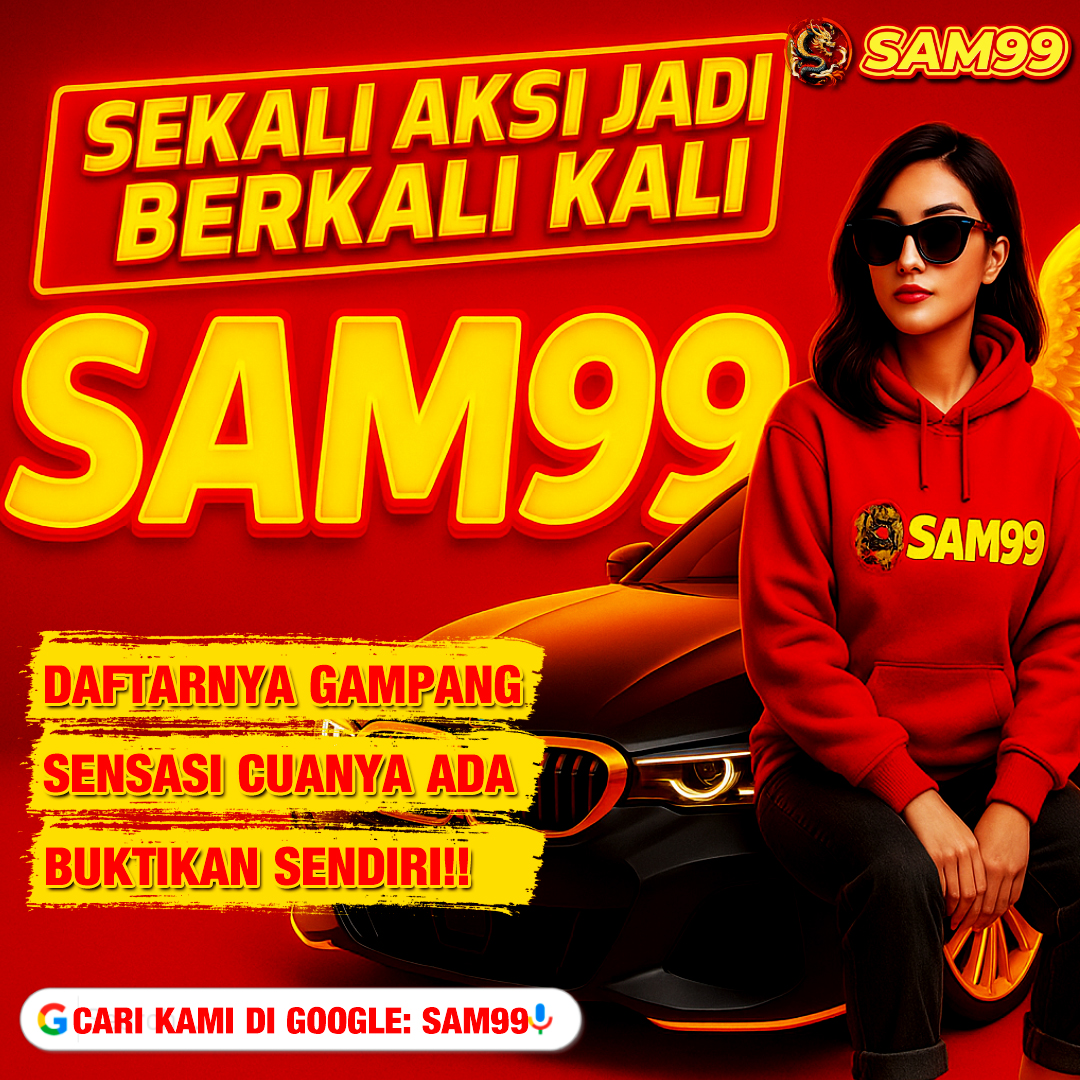 SAM99
SEKALI AKSI JADI
BERKALI KALI
SAM99
SAM99
DAFTARNYA GAMPANG
SENSASI CUANYA ADA
BUKTIKAN SENDIRI!!
CARI KAMI DI GOOGLE: SAM99